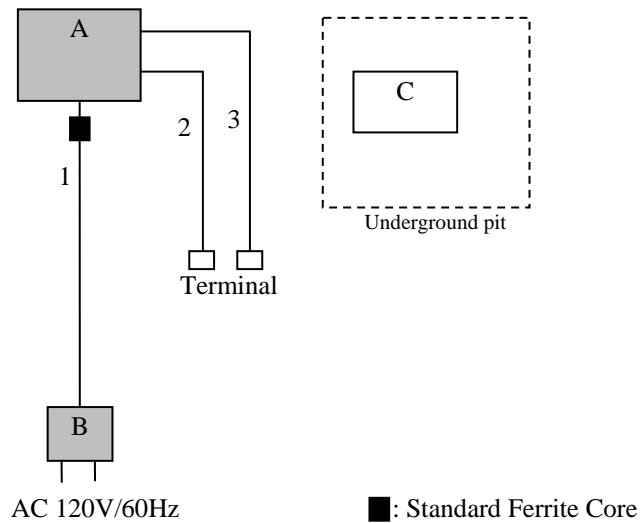 A
C
2
3
1
Underground pit
Terminal
B
AC 120V/60Hz
: Standard Ferrite Core